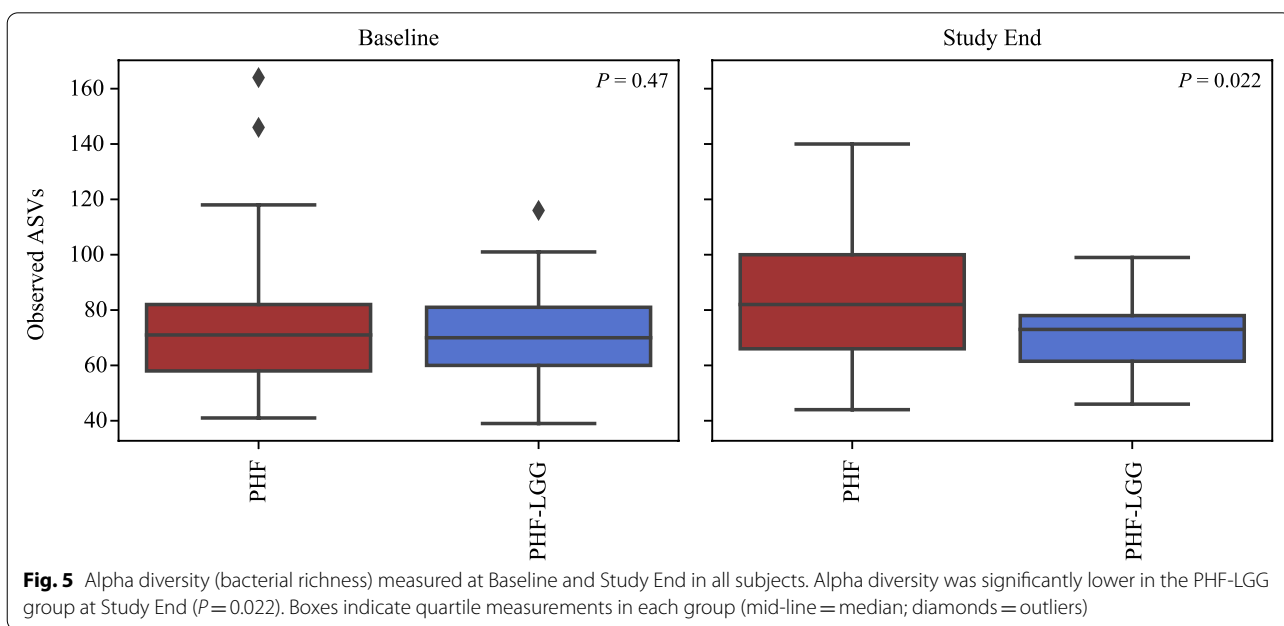 Baseline
Study End
P = 0.47
P = 0.022
Observed ASVs
160
140
120
100
80
60
40
PHF
PHF-LGG
PHF
PHF-LGG
Fig. 5 Alpha diversity (bacterial richness) measured at Baseline and Study End in all subjects. Alpha diversity was significantly lower in the PHF-LGG
group at Study End (P = 0.022). Boxes indicate quartile measurements in each group (mid-line = median; diamonds = outliers)